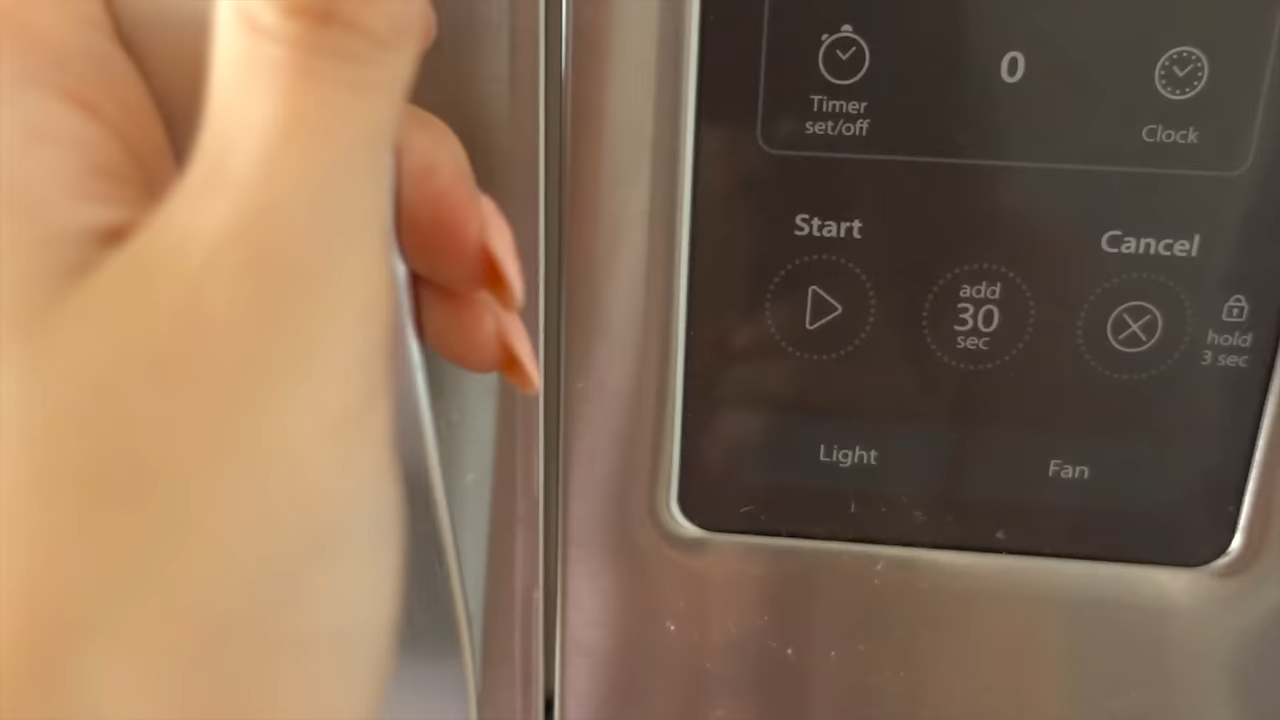 0
Timer
set/off
Clock
Start
Cancel
add
30
sec
hold
3 sec
Light
Fan